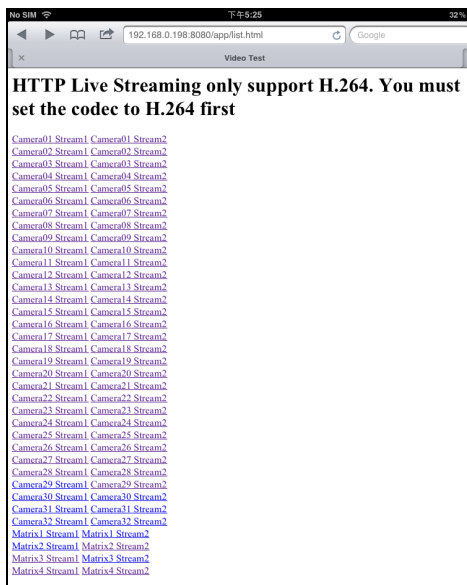 No SIM 下午5:25 32%
192.168.0.198:8080/app/list.html Google
Video Test
HTTP Live Streaming only support H.264. You must
set the codec to H.264 first
Camera01 Stream1 Camera01 Stream2
Camera02 Stream1 Camera02 Stream2
Camera03 Stream1 Camera03 Stream2
Camera04 Stream1 Camera04 Stream2
Camera05 Stream1 Camera05 Stream2
Camera06 Stream1 Camera06 Stream2
Camera07 Stream1 Camera07 Stream2
Camera08 Stream1 Camera08 Stream2
Camera09 Stream1 Camera09 Stream2
Camera10 Stream1 Camera10 Stream2
Camera11 Stream1 Camera11 Stream2
Camera12 Stream1 Camera12 Stream2
Camera13 Stream1 Camera13 Stream2
Camera14 Stream1 Camera14 Stream2
Camera15 Stream1 Camera15 Stream2
Camera16 Stream1 Camera16 Stream2
Camera17 Stream1 Camera17 Stream2
Camera18 Stream1 Camera18 Stream2
Camera19 Stream1 Camera19 Stream2
Camera20 Stream1 Camera20 Stream2
Camera21 Stream1 Camera21 Stream2
Camera22 Stream1 Camera22 Stream2
Camera23 Stream1 Camera23 Stream2
Camera24 Stream1 Camera24 Stream2
Camera25 Stream1 Camera25 Stream2
Camera26 Stream1 Camera26 Stream2
Camera27 Stream1 Camera27 Stream2
Camera28 Stream1 Camera28 Stream2
Camera29 Stream1 Camera29 Stream2
Camera30 Stream1 Camera30 Stream2
Camera31 Stream1 Camera31 Stream2
Camera32 Stream1 Camera32 Stream2
Matrix1 Stream1 Matrix1 Stream2
Matrix2 Stream1 Matrix2 Stream2
Matrix3 Stream1 Matrix3 Stream2
Matrix4 Stream1 Matrix4 Stream2